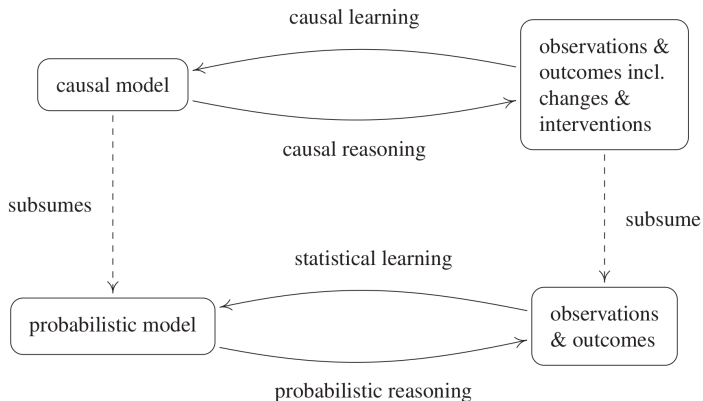 causal learning
causal model
observations &
outcomes incl.
changes &
interventions
causal reasoning
subsumes
subsume
statistical learning
probabilistic model
observations
& outcomes
probabilistic reasoning